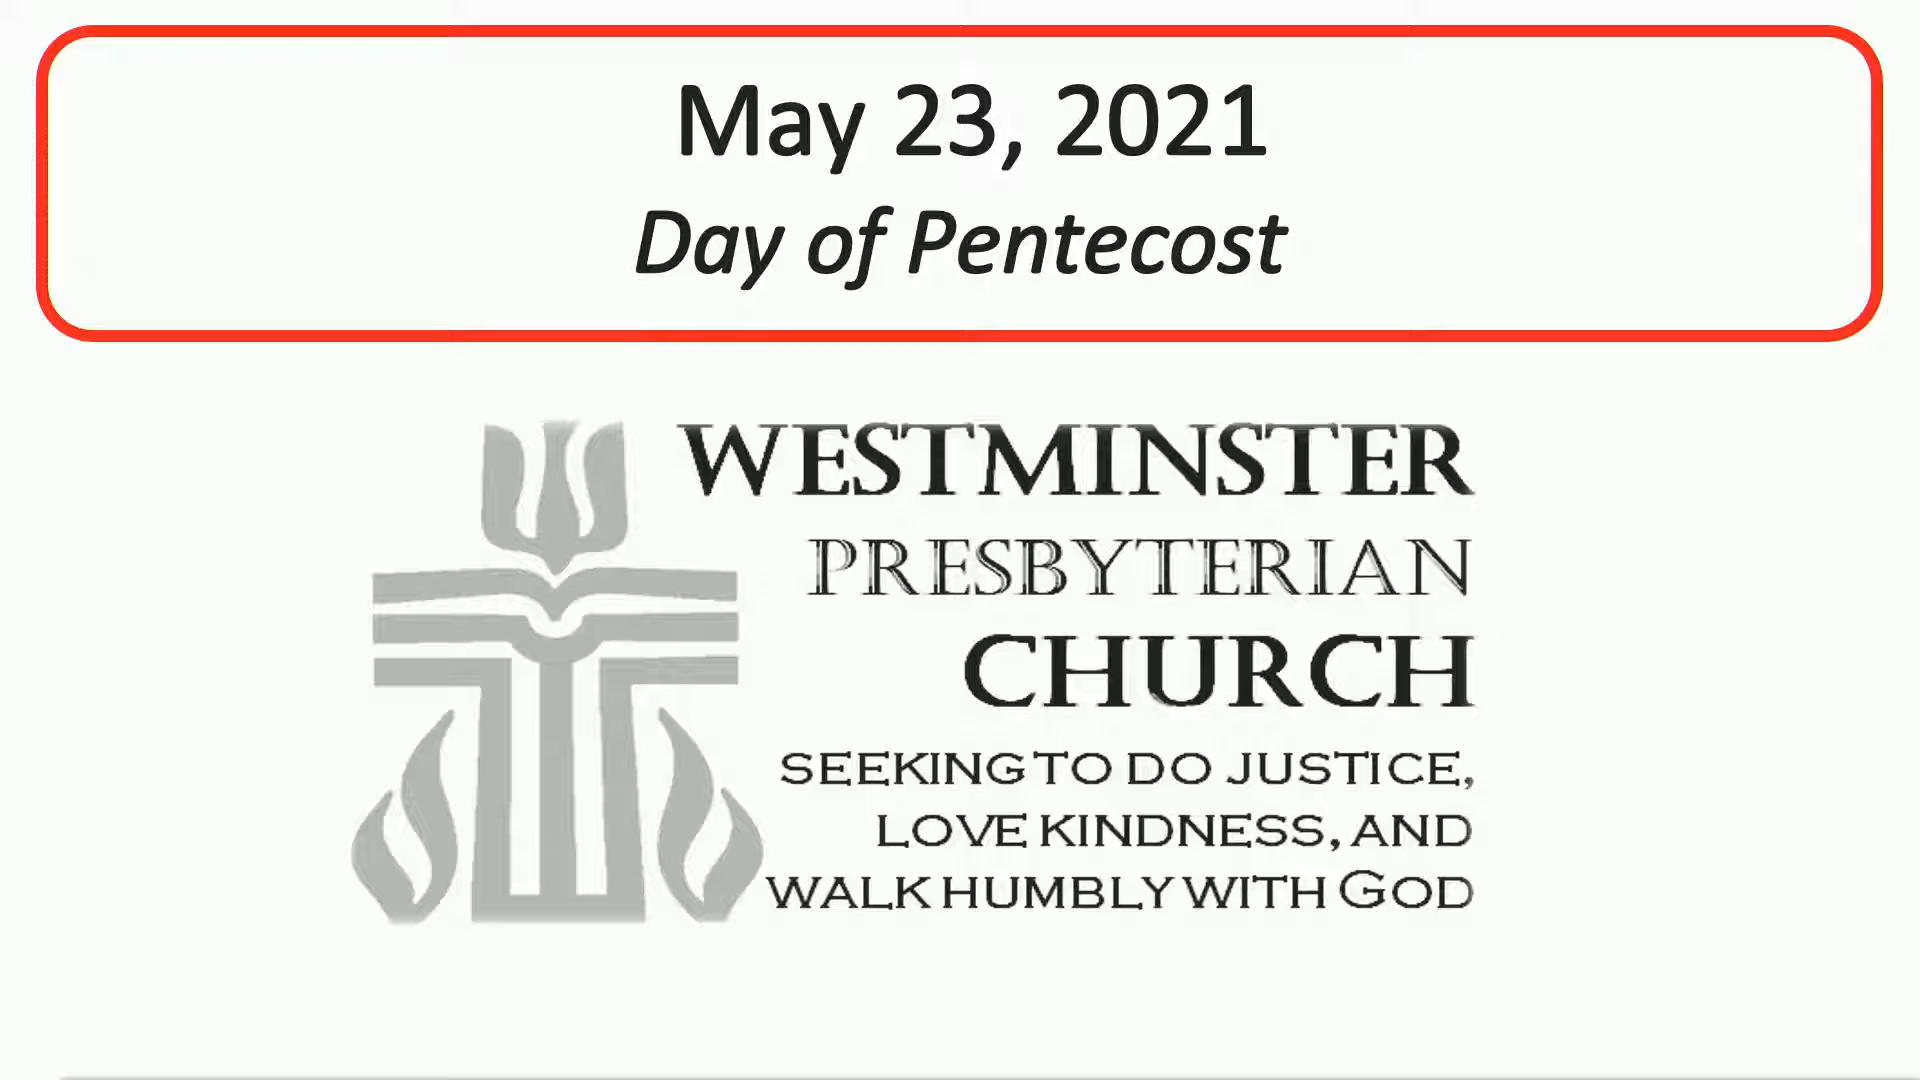 May 23, 2021
Day of Pentecost
WESTMINSTER
PRESBYTERIAN
CHURCH
SEEKING TO DO JUSTICE,
LOVE KINDNESS, AND
WALK HUMBLY WITH GOD